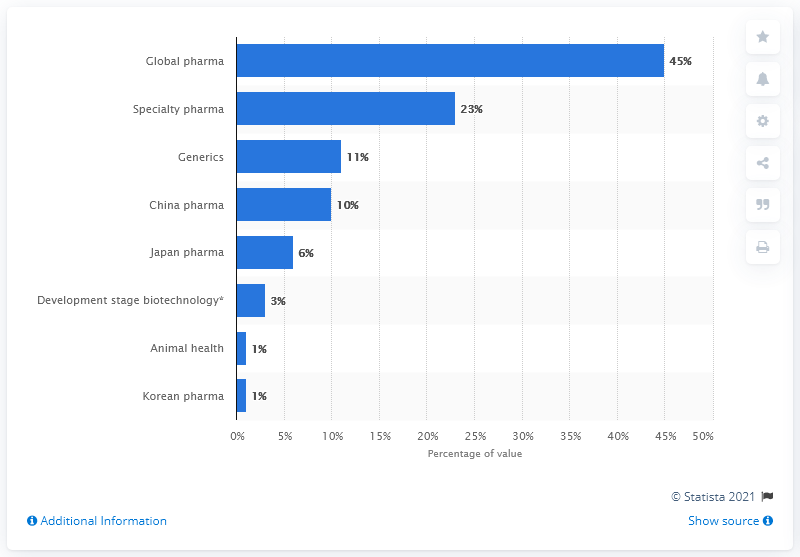 Global pharma 45%
Specialty pharma 23%
Generics 11%
China pharma 10%
Japan pharma 6%
Development stage biotechnology* 3%
Animal health 1%
Korean pharma 1%
0% 5% 10% 15% 20% 25% 30% 35% 40% 45% 50%
Percentage of value
© Statista 2021
Additional Information Show source